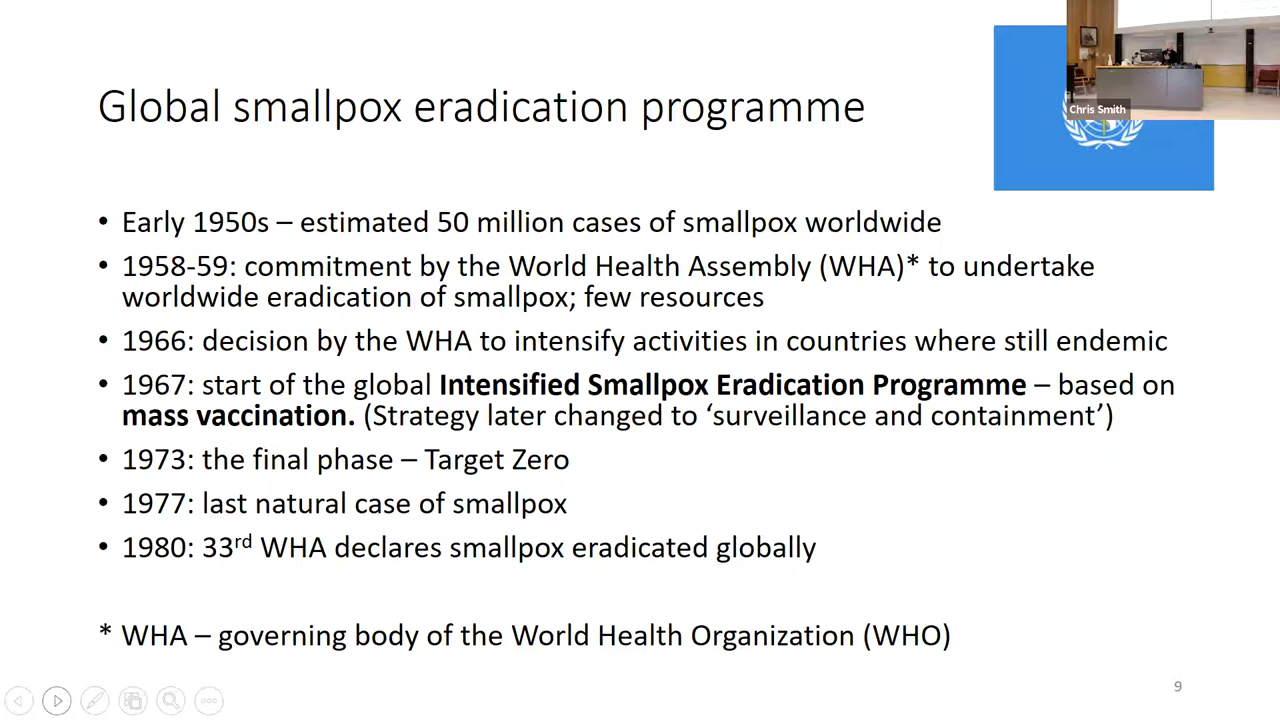 Chris Smith
Global smallpox eradication programme
• Early 1950s – estimated 50 million cases of smallpox worldwide
• 1958-59: commitment by the World Health Assembly (WHA)* to undertake
worldwide eradication of smallpox; few resources
• 1966: decision by the WHA to intensify activities in countries where still endemic
• 1967: start of the global Intensified Smallpox Eradication Programme – based on
mass vaccination. (Strategy later changed to ‘surveillance and containment’)
• 1973: the final phase – Target Zero
• 1977: last natural case of smallpox
• 1980: 33rd WHA declares smallpox eradicated globally
* WHA – governing body of the World Health Organization (WHO)
9